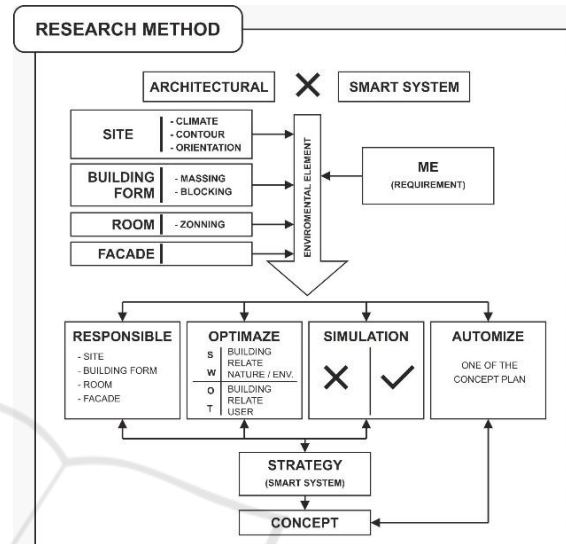 RESEARCH METHOD
ARCHITECTURAL
SMART SYSTEM
SITE
- CLIMATE
- CONTOUR
- ORIENTATION
BUILDING
FORM
- MASSING
- BLOCKING
ROOM
- ZONNING
FACADE
ENVIROMENTAL ELEMENT
ME
(REQUIREMENT)
RESPONSIBLE
- SITE
- BUILDING FORM
- ROOM
- FACADE
OPTIMAZE
S
W
BUILDING
RELATE
NATURE / ENV.
O
T
BUILDING
RELATE
USER
SIMULATION
AUTOMIZE
ONE OF THE
CONCEPT PLAN
STRATEGY
(SMART SYSTEM)
CONCEPT